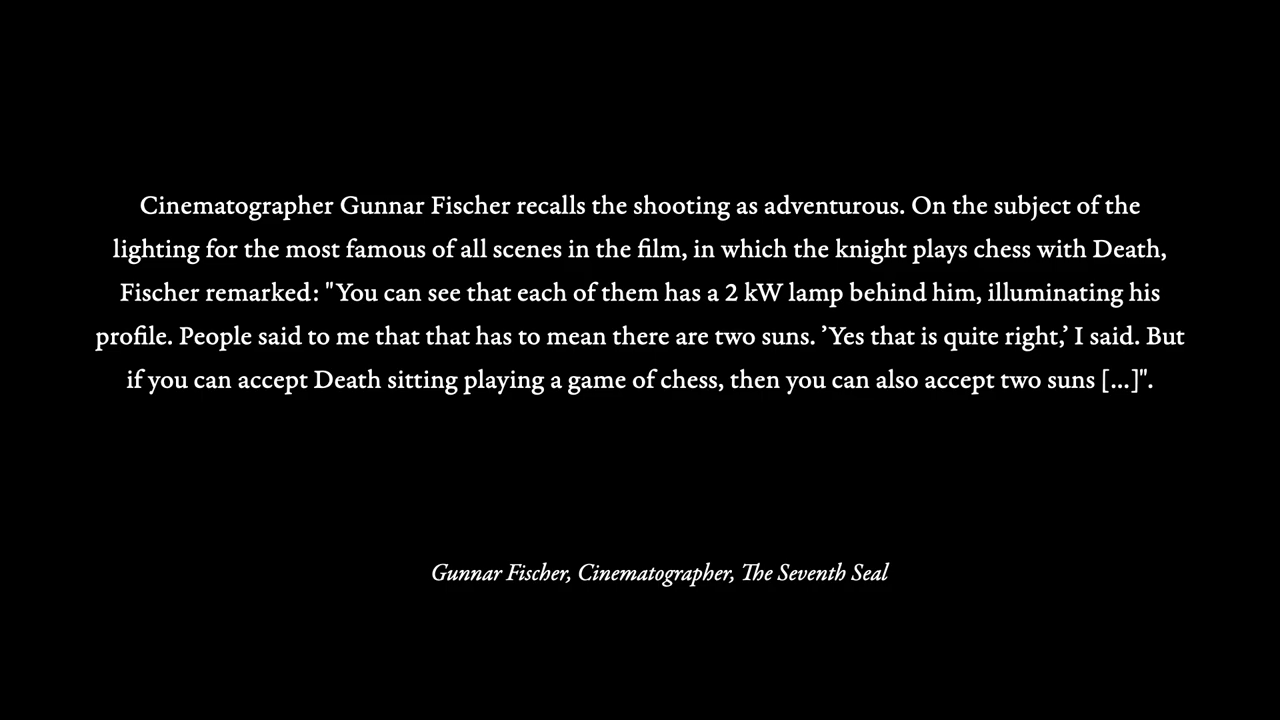 Cinematographer Gunnar Fischer recalls the shooting as adventurous. On the subject of the
lighting for the most famous of all scenes in the film, in which the knight plays chess with Death,
Fischer remarked: "You can see that each of them has a 2 kW lamp behind him, illuminating his
profile. People said to me that that has to mean there are two suns. ’Yes that is quite right,’ I said. But
if you can accept Death sitting playing a game of chess, then you can also accept two suns [...]".
Gunnar Fischer, Cinematographer, The Seventh Seal